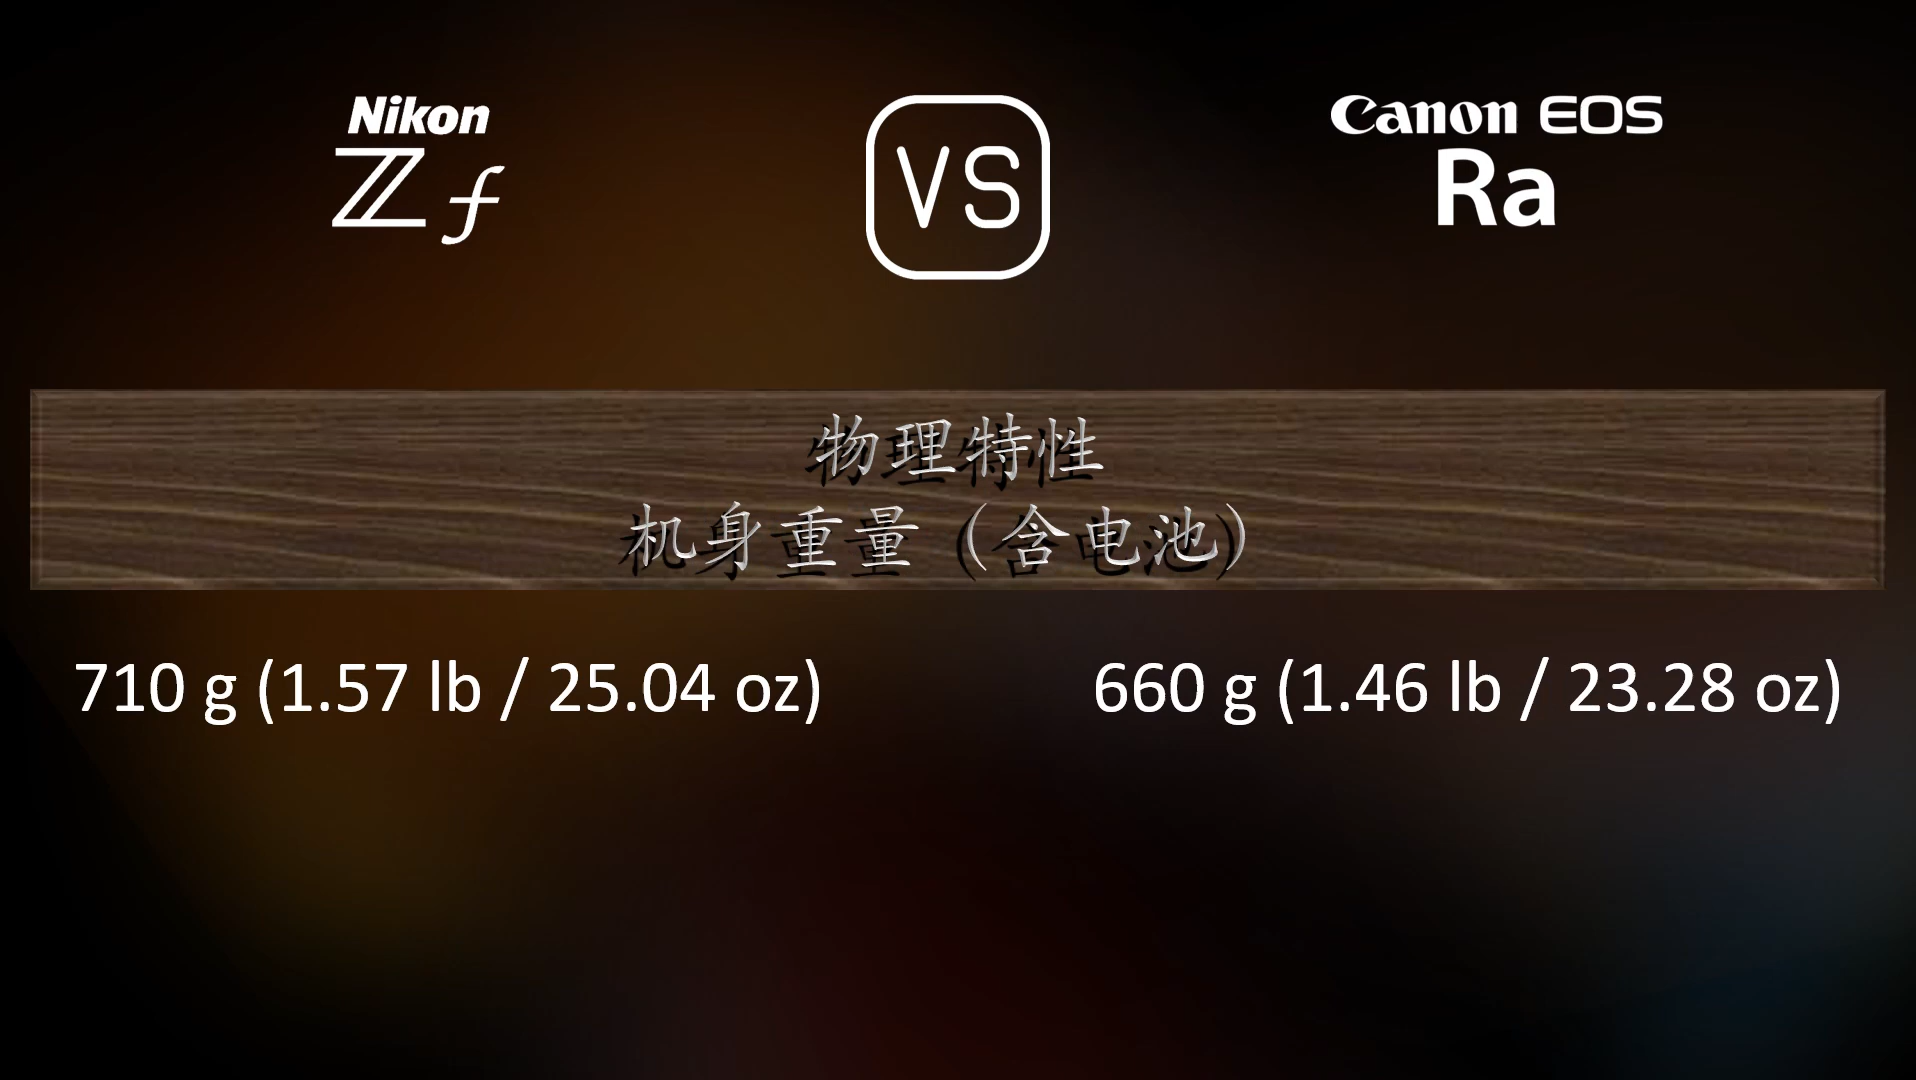 Nikon
Z f
VS
Canon EOS
Ra
物理特性
机身重量（含电池）
710 g (1.57 lb / 25.04 oz)
660 g (1.46 lb / 23.28 oz)